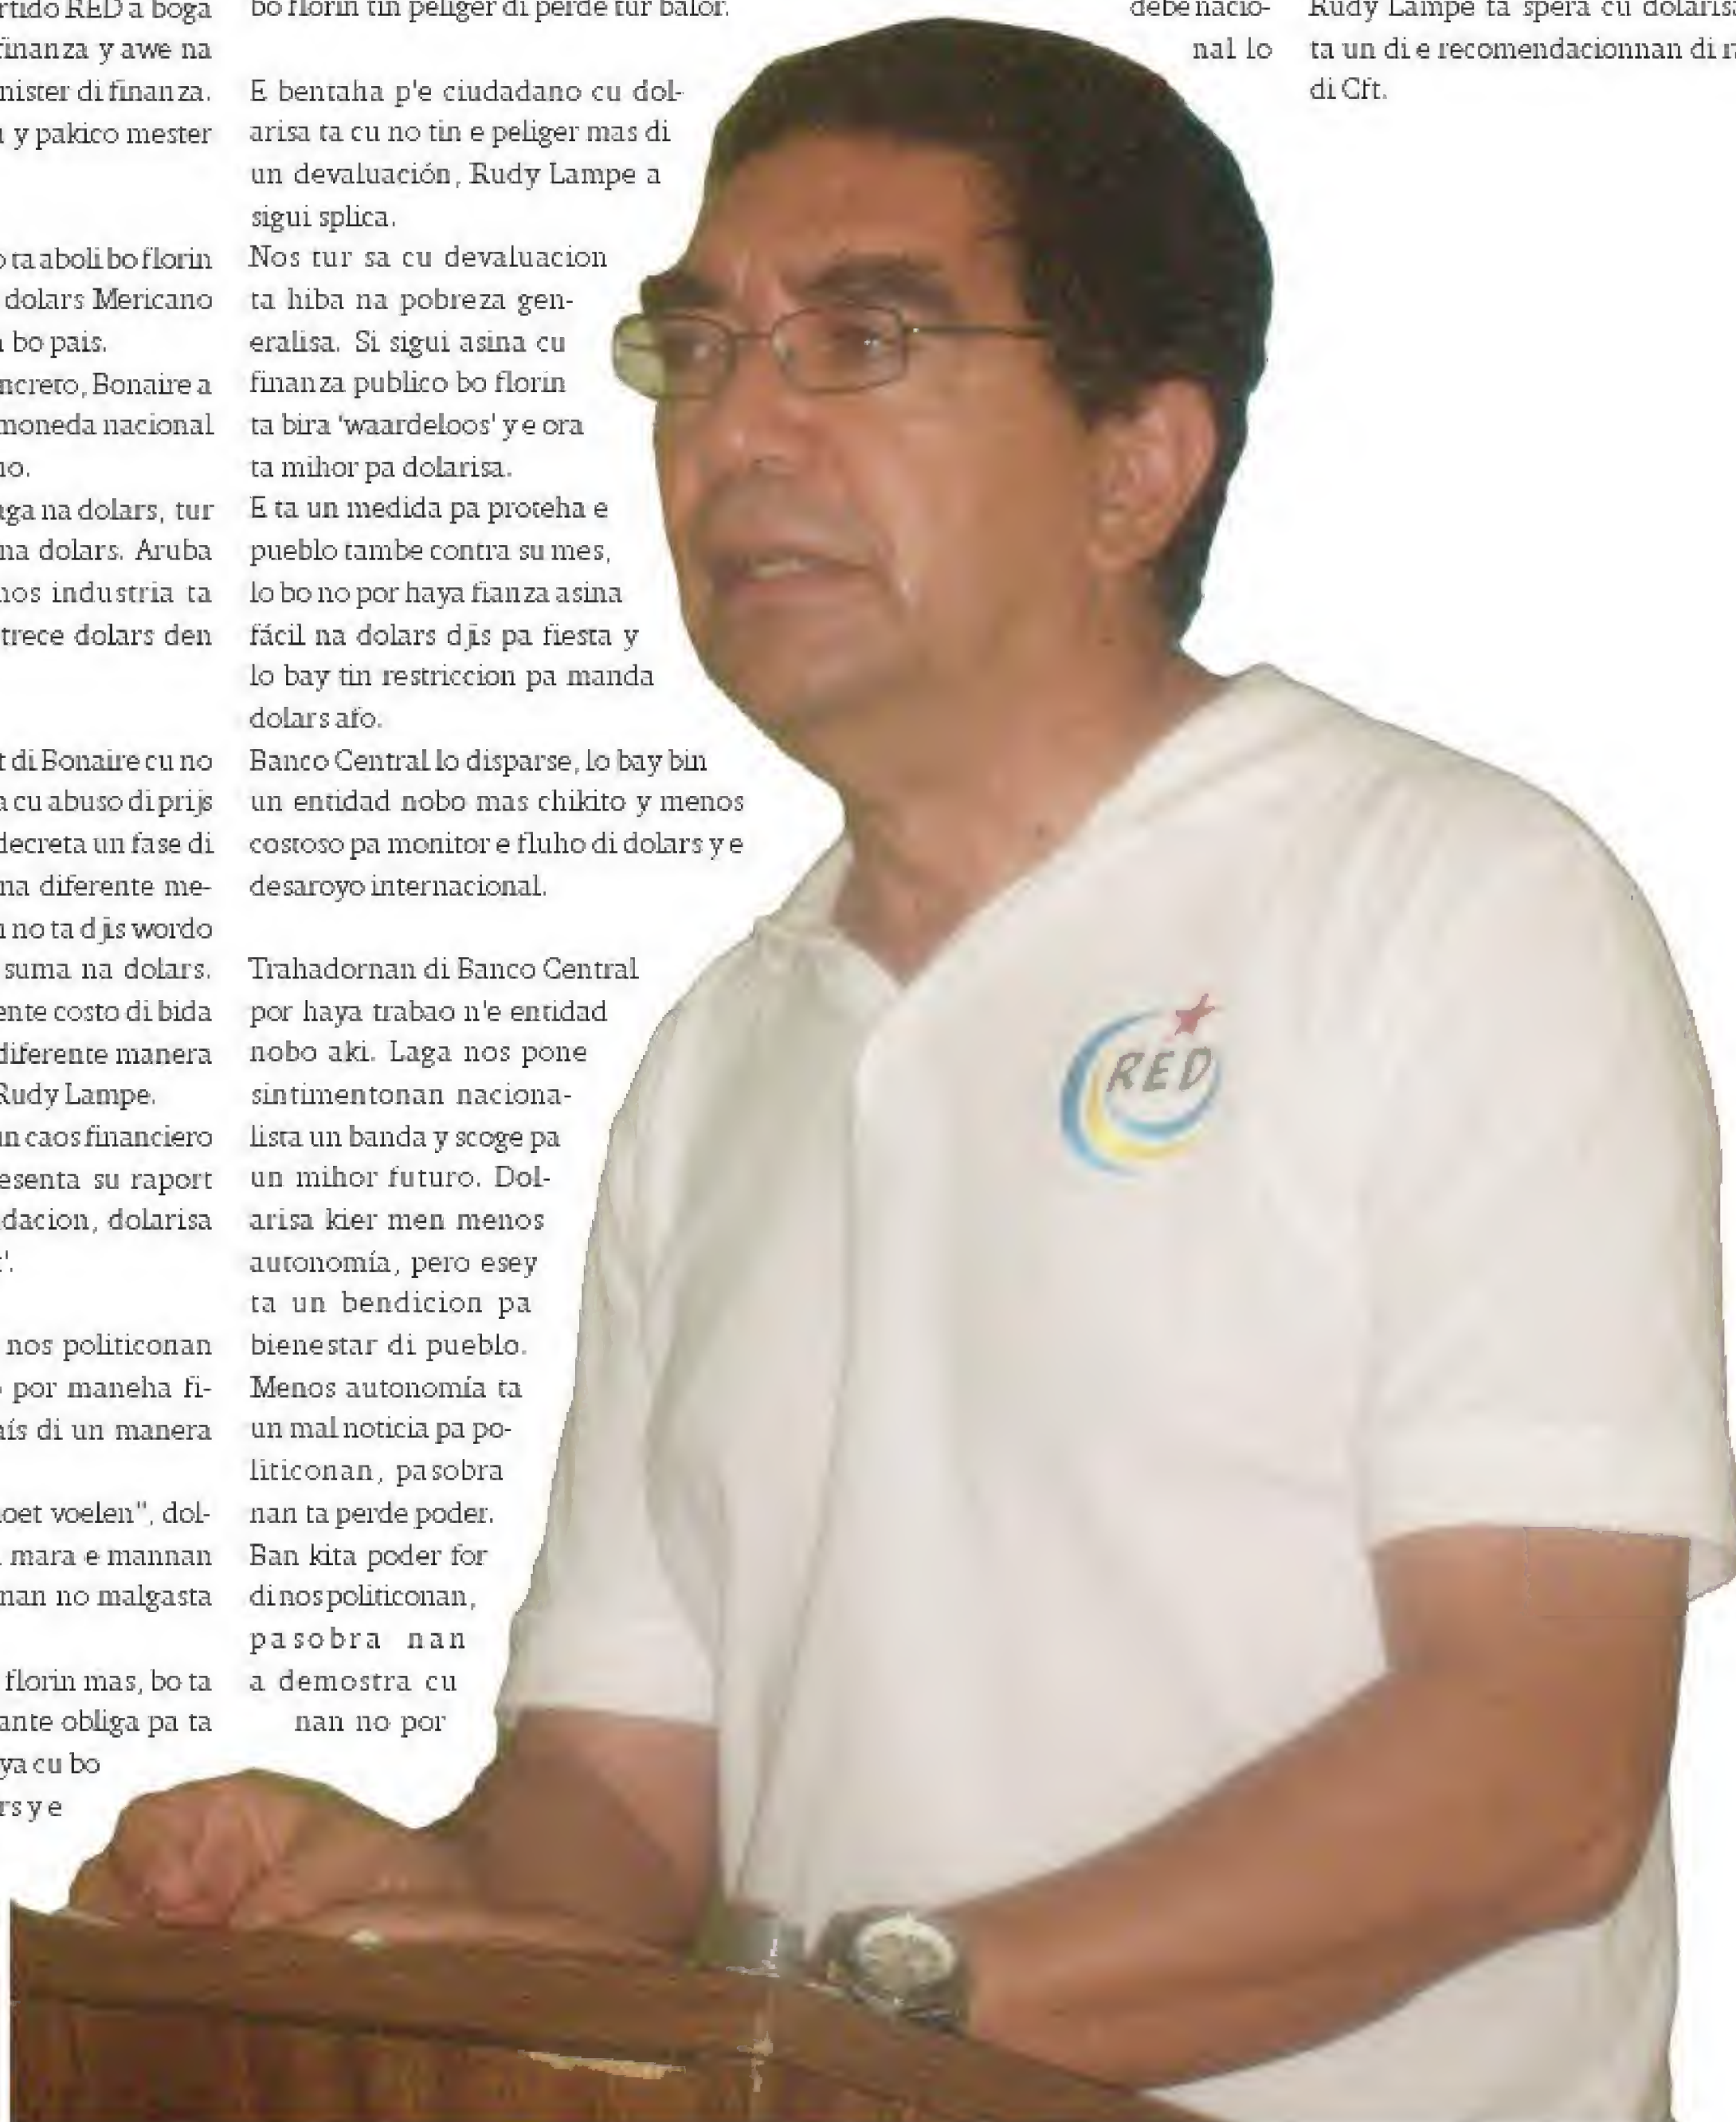 rtido RED a boga
finanza y awe na
nister di finanza.
y pakico mester
ta aboli bo florin
dolars Mericano
bo pais.
ncreto, Bonaire a
moneda nacional
no.
aga na dolars, tur
na dolars. Aruba
nos industria ta
trece dolars den
t di Bonaire cu no
a cu abuso di prijs
decreta un fase di
na diferente me-
no ta djis wordo
suma na dolars.
ente costo di bida
diferente manera
Rudy Lampe.
un caos financiero
esenta su raport
dacion, dolarisa
nos politiconan
por maneha fi-
aís di un manera
oet voelen", dol-
mara e mannan
nan no malgasta
florin mas, bo ta
ante obliga pa ta
ya cu bo
rs y e
bo florin tin peliger di perde tur balor.
E bentaha p'e ciudadano cu dol-
arisa ta cu no tin e peliger mas di
un devaluación, Rudy Lampe a
sigui splica.
Nos tur sa cu devaluacion
ta hiba na pobreza gen-
eralisa. Si sigui asina cu
finanza publico bo florin
ta bira 'waardeloos' y e ora
ta mihor pa dolarisa.
E ta un medida pa proteha e
pueblo tambe contra su mes,
lo bo no por haya fianza asina
fácil na dolars djis pa fiesta y
lo bay tin restriccion pa manda
dolars afo.
Banco Central lo disparse, lo bay bin
un entidad nobo mas chikito y menos
costoso pa monitor e fluho di dolars y e
desaroyo internacional.
Trahadornan di Banco Central
por haya trabao n'e entidad
nobo aki. Laga nos pone
sintimentonan naciona-
lista un banda y scoge pa
un mihor futuro. Dol-
arisa kier men menos
autonomía, pero esey
ta un bendicion pa
bienestar di pueblo.
Menos autonomía ta
un mal noticia pa po-
liticonan, pasobra
nan ta perde poder.
Ban kita poder for
di nos politiconan,
pasobra nan
a demostra cu
nan no por
debe nacio-
nal lo
Rudy Lampe ta spera cu dolarisa
ta un di e recomendacionnan di r
di Cft.
RED